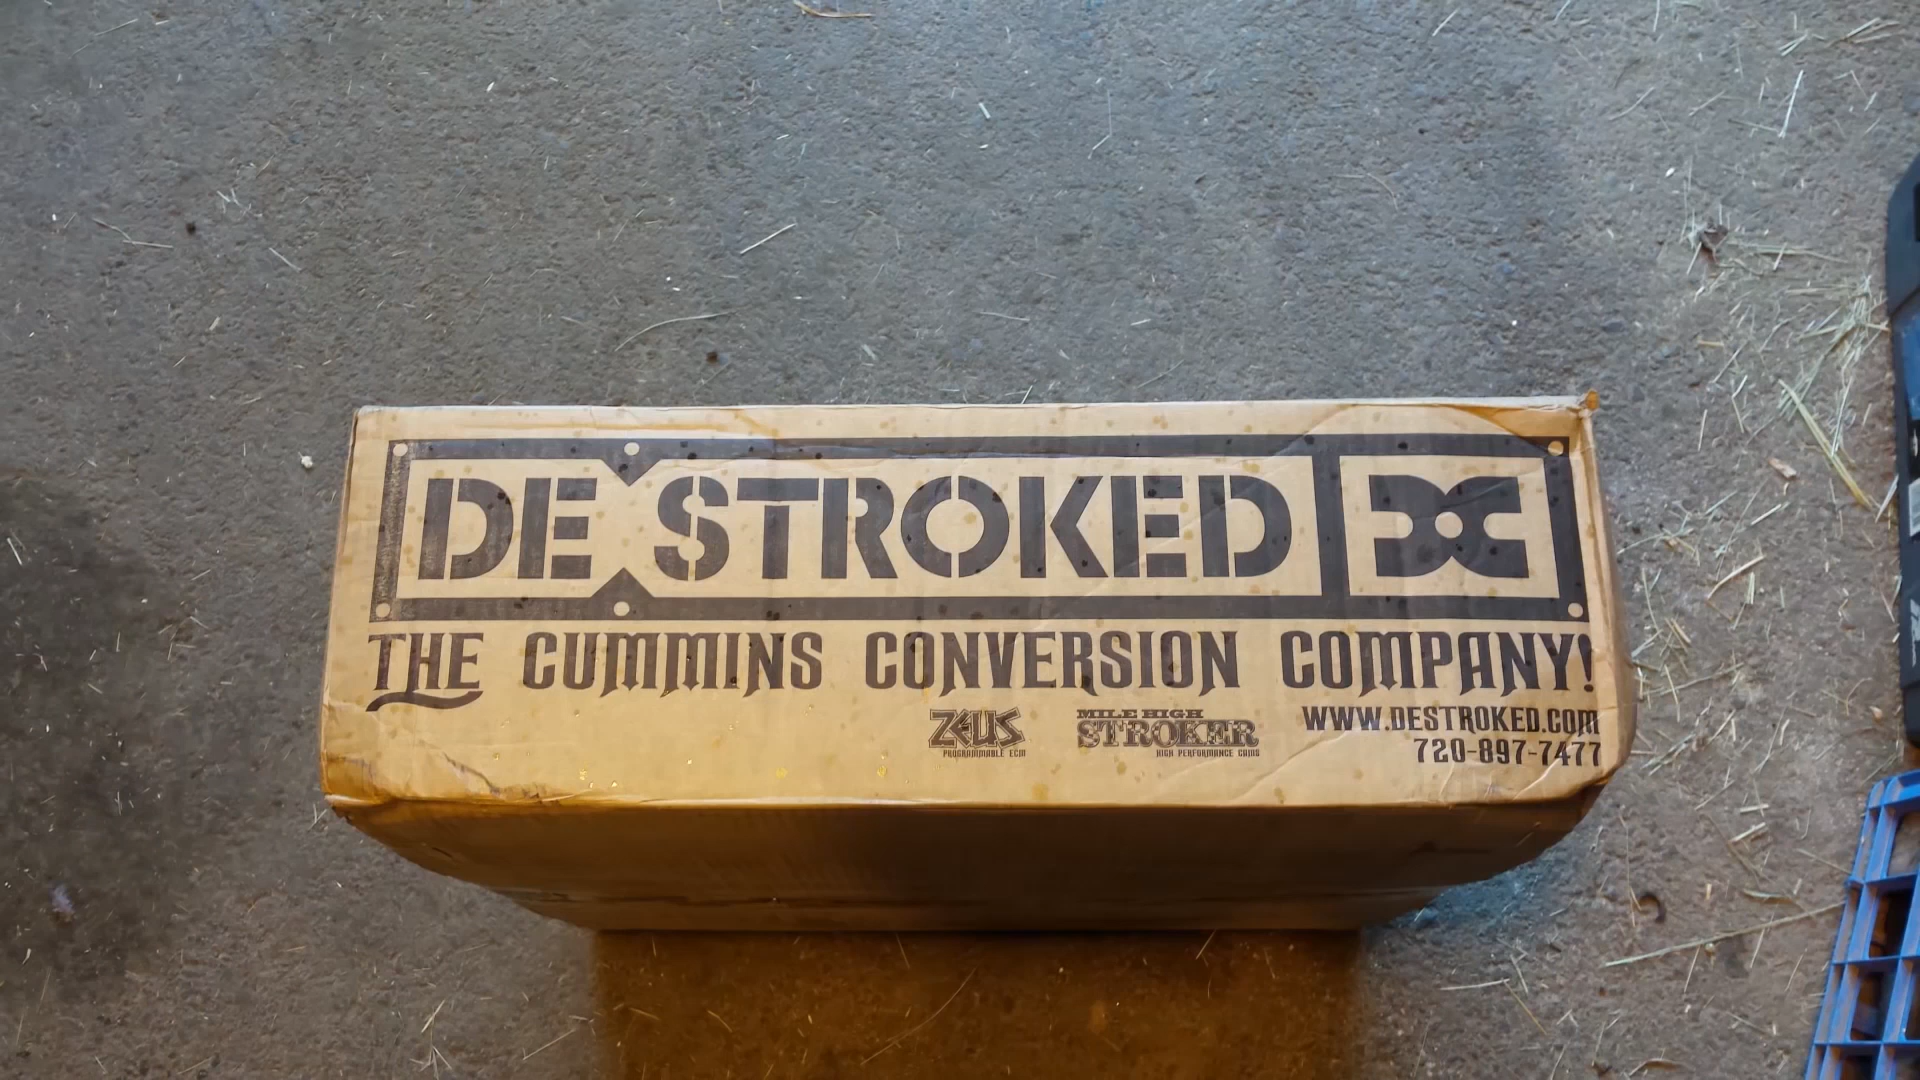 DESTROKED
THE CUMMINS CONVERSION COMPANY!
ZEUS
PROGRAMMABLE ECM
MILE HIGH
STROKER
HIGH PERFORMANCE CAMS
WWW.DESTROKED.COM
720-897-7477